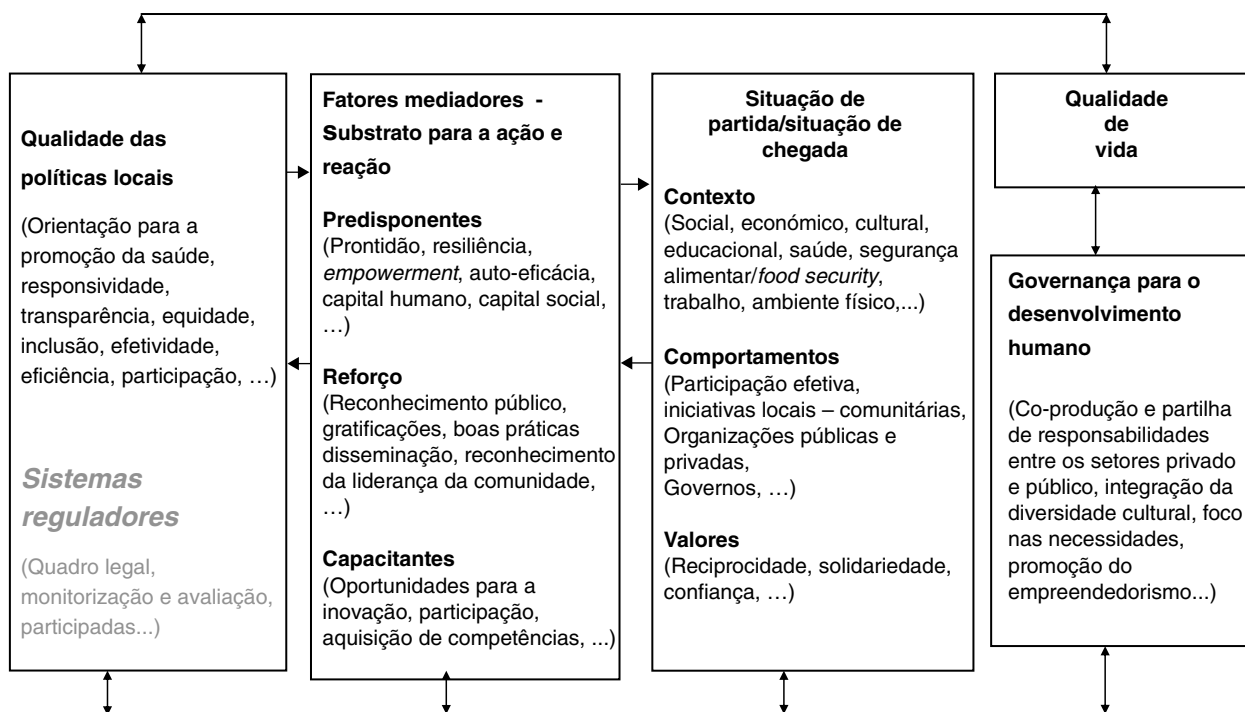 Qualidade das
políticas locais
(Orientação para a
promoção da saúde,
responsividade,
transparência, equidade,
inclusão, efetividade,
eficiência, participação, …)
Sistemas
reguladores
(Quadro legal,
monitorização e avaliação,
participadas...)
Fatores mediadores -
Substrato para a ação e
reação
Predisponentes
(Prontidão, resiliência,
empowerment, auto-eficácia,
capital humano, capital social,
…)
Reforço
(Reconhecimento público,
gratificações, boas práticas
disseminação, reconhecimento
da liderança da comunidade,
…)
Capacitantes
(Oportunidades para a
inovação, participação,
aquisição de competências, ...)
Situação de
partida/situação de
chegada
Contexto
(Social, económico, cultural,
educacional, saúde, segurança
alimentar/food security,
trabalho, ambiente físico,...)
Comportamentos
(Participação efetiva,
iniciativas locais – comunitárias,
Organizações públicas e
privadas,
Governos, …)
Valores
(Reciprocidade, solidariedade,
confiança, …)
Qualidade
de
vida
Governança para o
desenvolvimento
humano
(Co-produção e partilha
de responsabilidades
entre os setores privado
e público, integração da
diversidade cultural, foco
nas necessidades,
promoção do
empreendedorismo...)